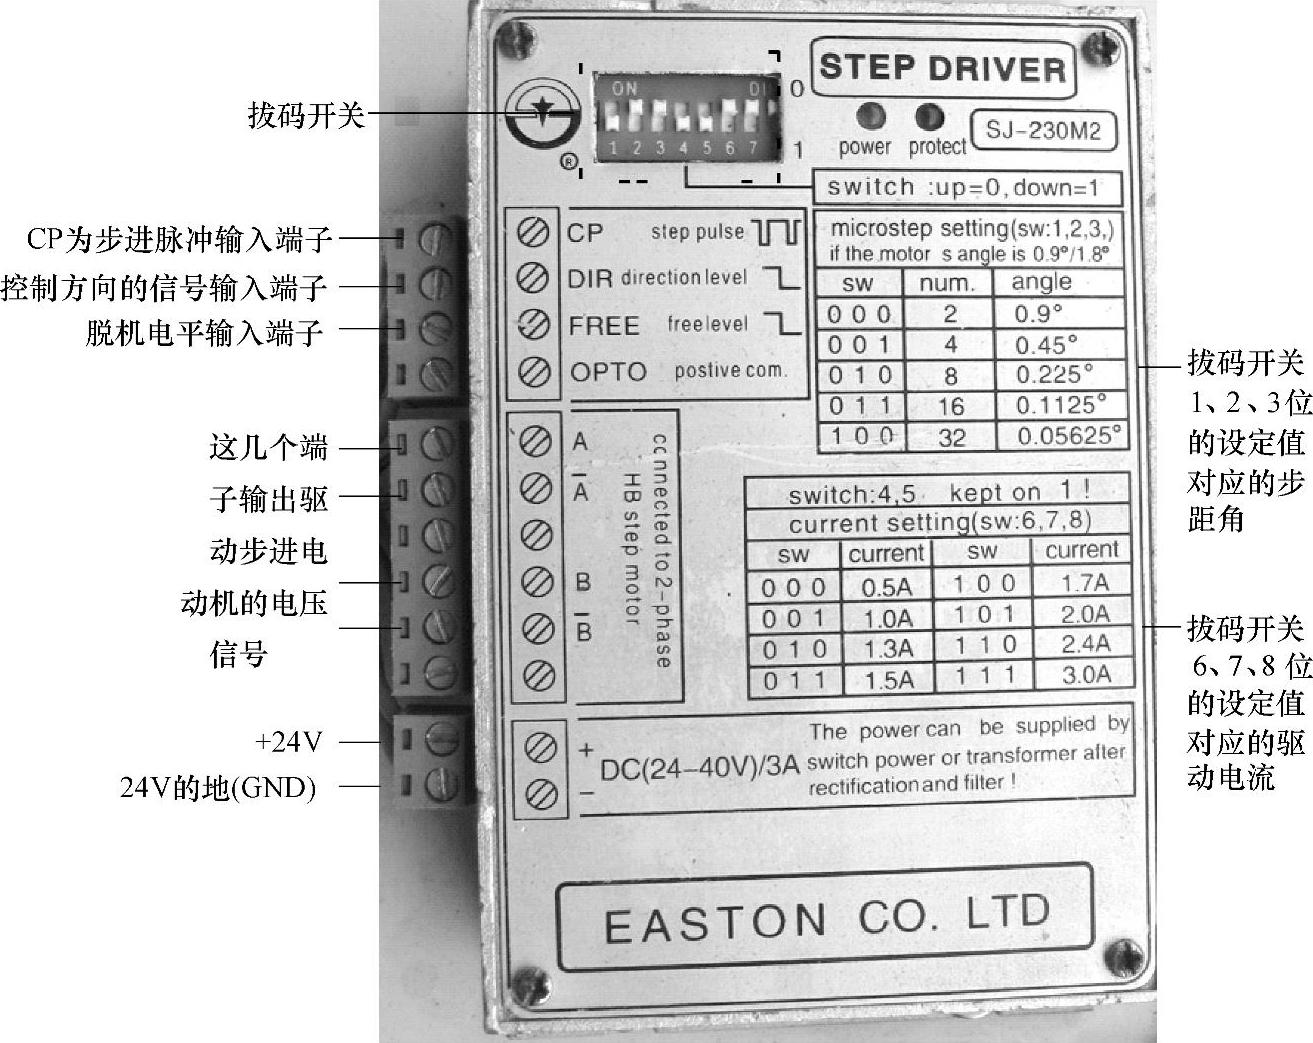 STEP DRIVER
ON
DI
0
拔码开关
1 2 3 4 5 6 7
1
®
power protect
SJ-230M2
switch :up=0,down=1
CP为步进脉冲输入端子
控制方向的信号输入端子
脱机电平输入端子
CP step pulse
DIR direction level
FREE free level
OPTO postive com.
microstep setting(sw:1,2,3,)
if the motor s angle is 0.9°/1.8°
sw num. angle
0 0 0 2 0.9°
0 0 1 4 0.45°
0 1 0 8 0.225°
0 1 1 16 0.1125°
1 0 0 32 0.05625°
拔码开关
1、2、3位
的设定值
对应的步
距角
这几个端
子输出驱
动步进电
动机的电压
信号
A
A̅
B
B̅
connected to 2-phase
HB step motor
switch:4,5 kept on 1 !
current setting(sw:6,7,8)
sw current sw current
0 0 0 0.5A 1 0 0 1.7A
0 0 1 1.0A 1 0 1 2.0A
0 1 0 1.3A 1 1 0 2.4A
0 1 1 1.5A 1 1 1 3.0A
拔码开关
6、7、8 位
的设定值
对应的驱
动电流
+24V
24V的地(GND)
+
−
DC(24-40V)/3A
The power can be supplied by
switch power or transformer after
rectification and filter !
EASTON CO. LTD